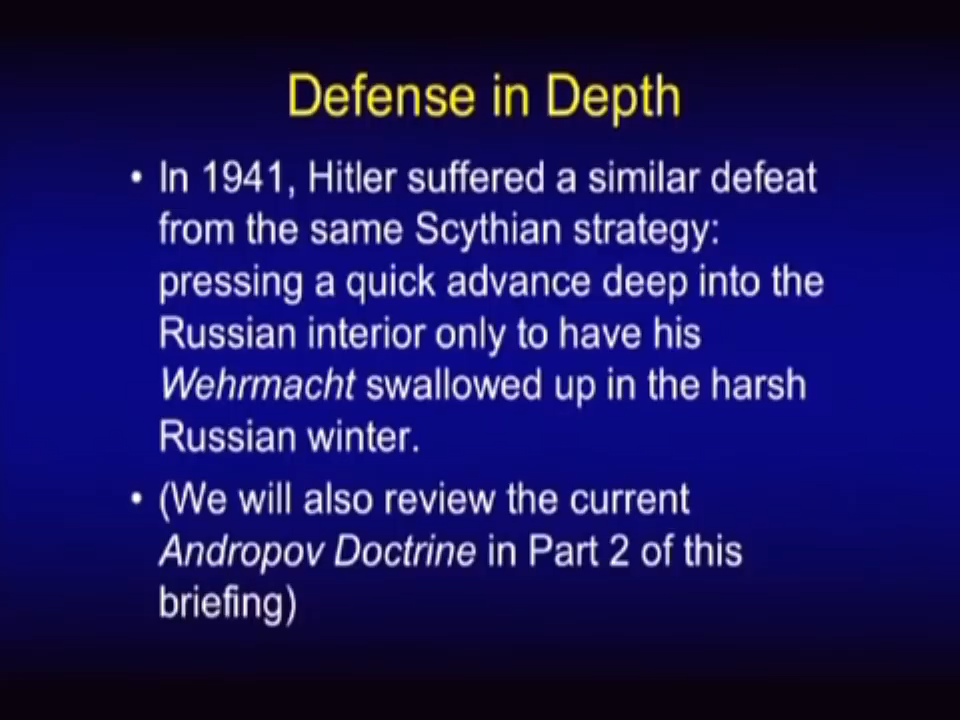 Defense in Depth
• In 1941, Hitler suffered a similar defeat
from the same Scythian strategy:
pressing a quick advance deep into the
Russian interior only to have his
Wehrmacht swallowed up in the harsh
Russian winter.
• (We will also review the current
Andropov Doctrine in Part 2 of this
briefing)